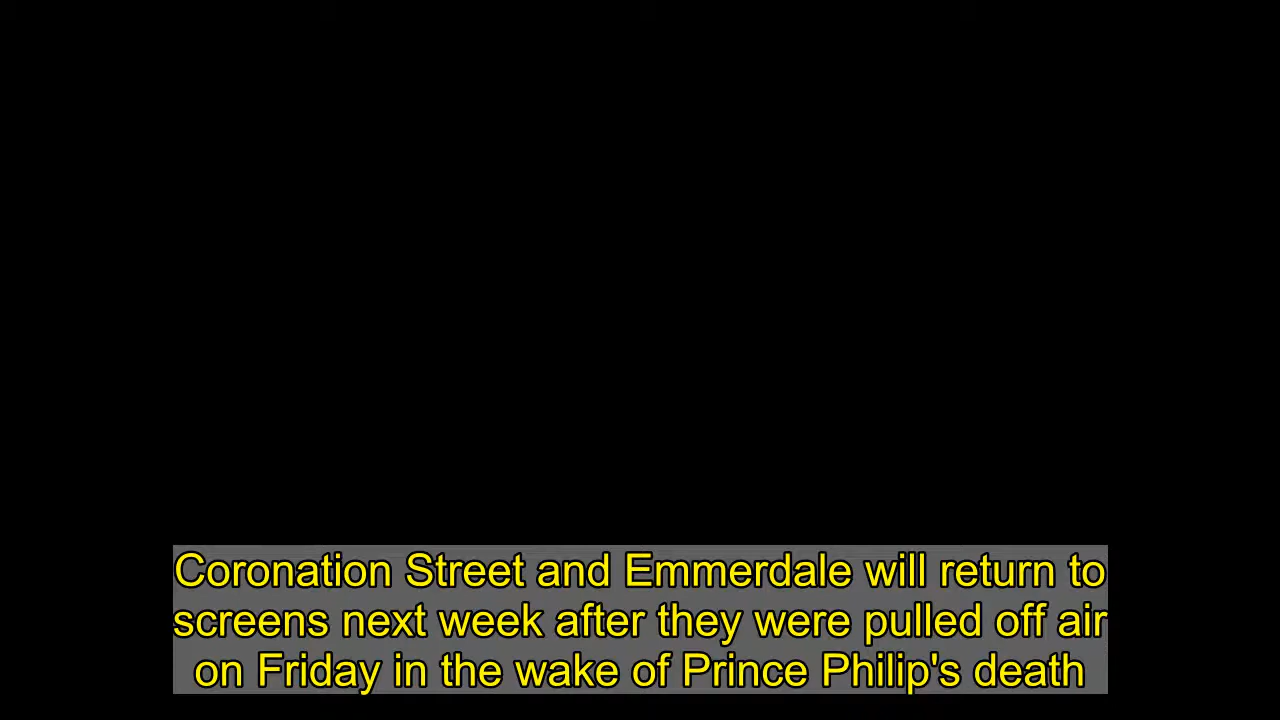 Coronation Street and Emmerdale will return to
screens next week after they were pulled off air
on Friday in the wake of Prince Philip's death